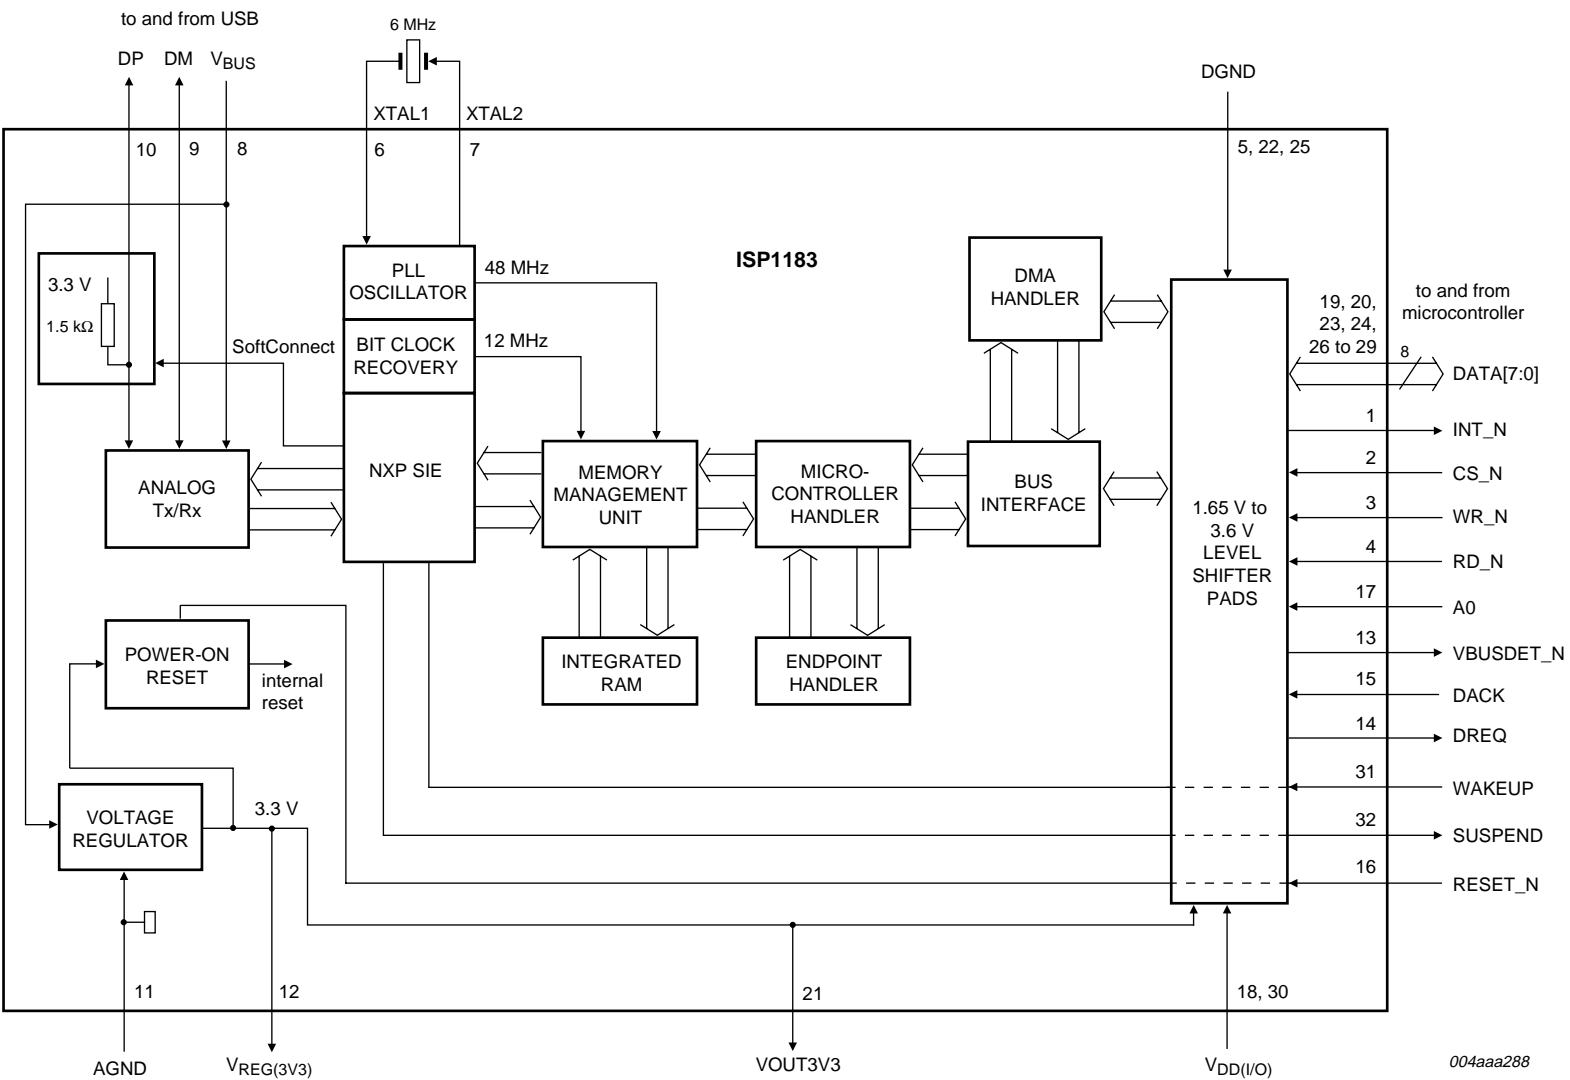 to and from USB
6 MHz
DP
DM
VBUS
DGND
XTAL1
XTAL2
10
9
8
6
7
5, 22, 25
ISP1183
3.3 V
1.5 kΩ
SoftConnect
PLL
OSCILLATOR
48 MHz
BIT CLOCK
RECOVERY
12 MHz
NXP SIE
ANALOG
Tx/Rx
MEMORY
MANAGEMENT
UNIT
MICRO-
CONTROLLER
HANDLER
BUS
INTERFACE
DMA
HANDLER
INTEGRATED
RAM
ENDPOINT
HANDLER
1.65 V to
3.6 V
LEVEL
SHIFTER
PADS
to and from
microcontroller
19, 20,
23, 24,
26 to 29
8
DATA[7:0]
1
INT_N
2
CS_N
3
WR_N
4
RD_N
17
A0
13
VBUSDET_N
15
DACK
14
DREQ
31
WAKEUP
32
SUSPEND
16
RESET_N
POWER-ON
RESET
internal
reset
VOLTAGE
REGULATOR
3.3 V
11
12
21
18, 30
AGND
VREG(3V3)
VOUT3V3
VDD(I/O)
004aaa288